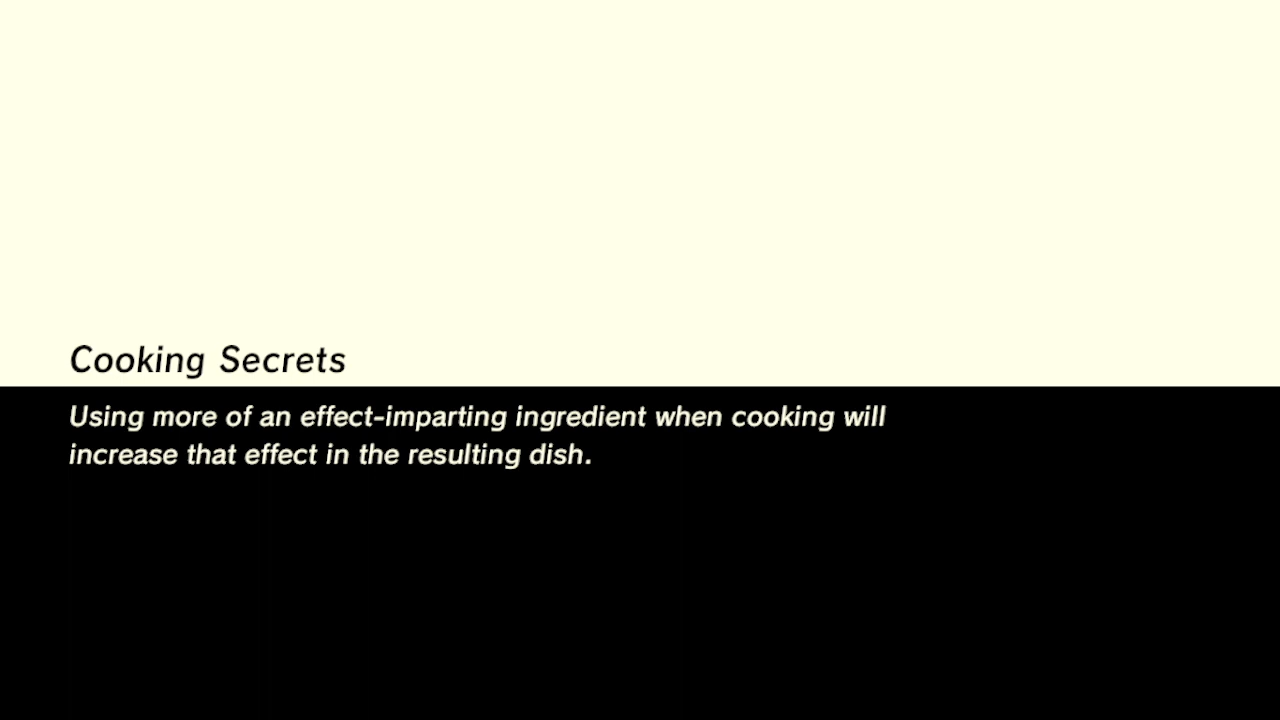 Cooking Secrets
Using more of an effect-imparting ingredient when cooking will
increase that effect in the resulting dish.